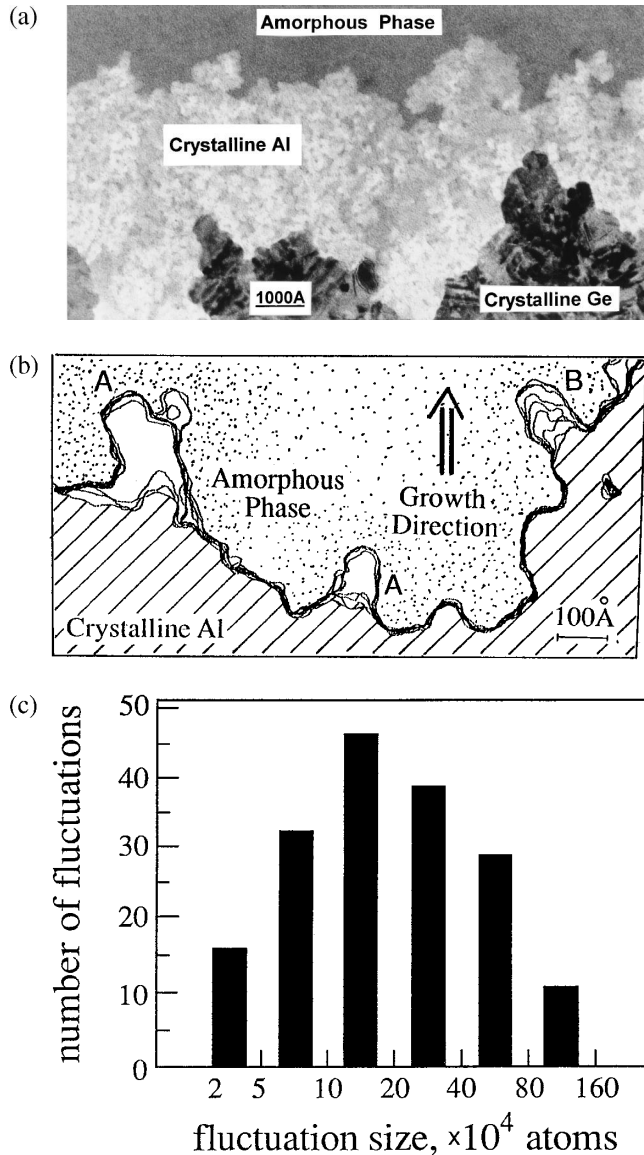 (a)
Amorphous Phase
Crystalline Al
1000A
Crystalline Ge
(b)
A
B
Amorphous
Phase
Growth
Direction
A
Crystalline Al
100Å
(c)
number of fluctuations
50
40
30
20
10
0
2 5 10 20 40 80 160
fluctuation size, ×10⁴ atoms